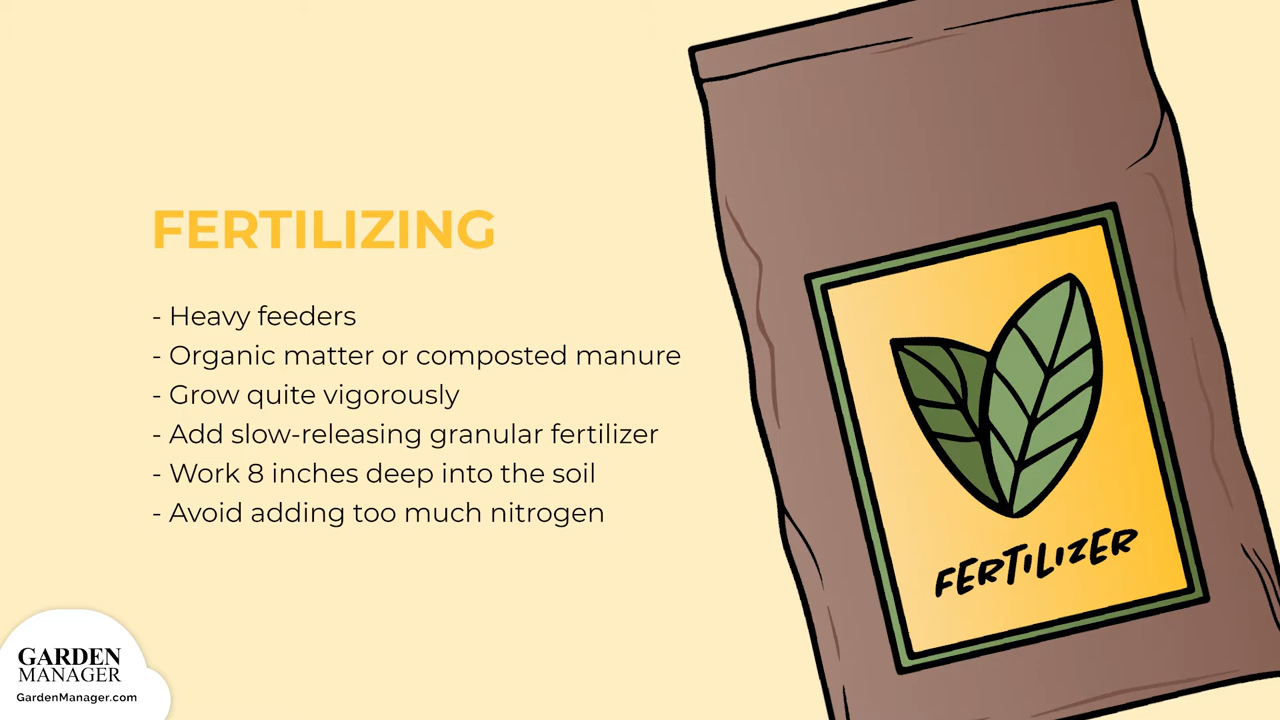 FERTILIZING
- Heavy feeders
- Organic matter or composted manure
- Grow quite vigorously
- Add slow-releasing granular fertilizer
- Work 8 inches deep into the soil
- Avoid adding too much nitrogen
FERTILIZER
GARDEN
MANAGER
GardenManager.com